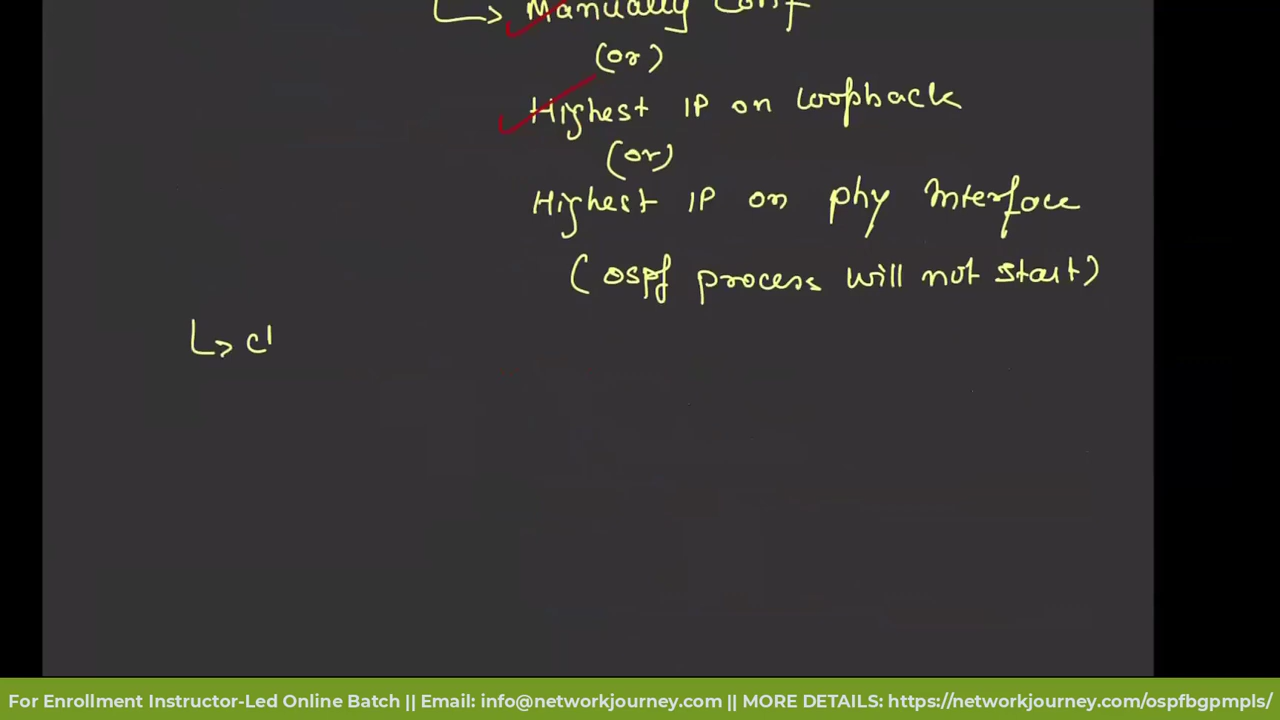 ↳ Manually Conf
(or)
Highest IP on loopback
(or)
Highest IP on phy Interface
(ospf process will not start)
↳ cl
For Enrollment Instructor-Led Online Batch || Email: info@networkjourney.com || MORE DETAILS: https://networkjourney.com/ospfbgpmpls/